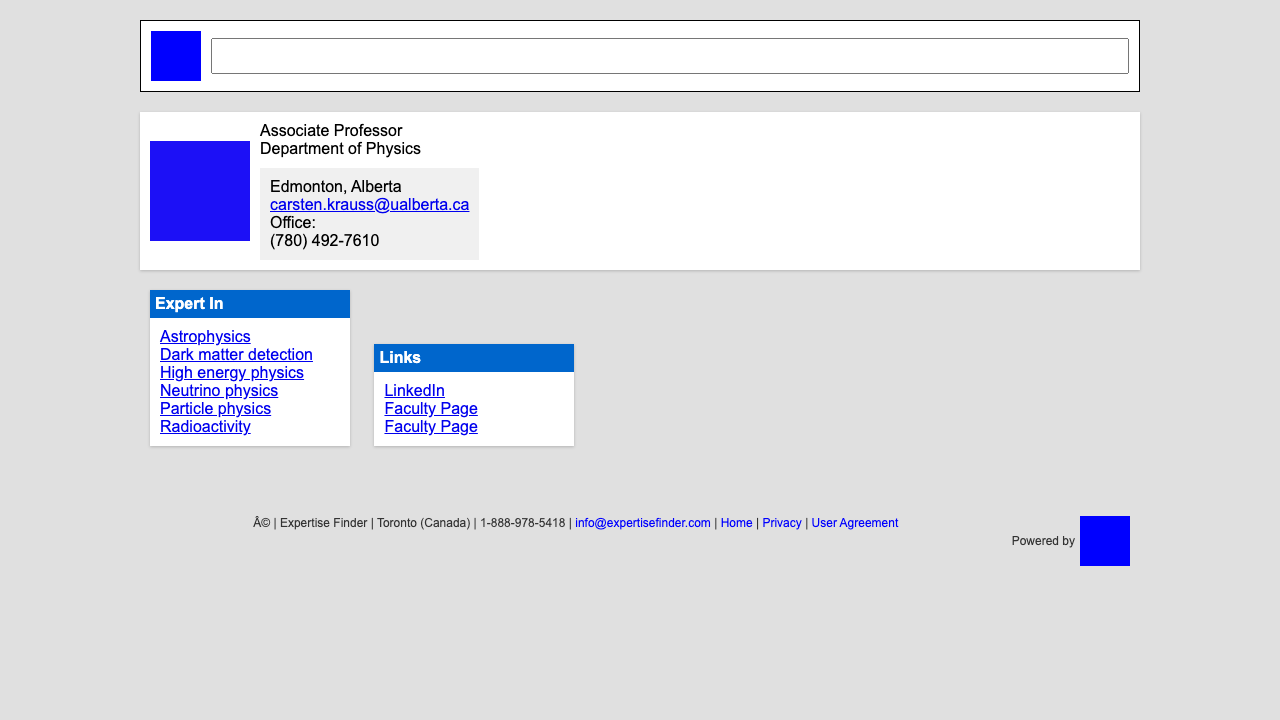 Associate Professor
Department of Physics
Edmonton, Alberta
carsten.krauss@ualberta.ca
Office:
(780) 492-7610
Expert In
Astrophysics
Dark matter detection
High energy physics
Neutrino physics
Particle physics
Radioactivity
Links
LinkedIn
Faculty Page
Faculty Page
Â© | Expertise Finder | Toronto (Canada) | 1-888-978-5418 | info@expertisefinder.com | Home | Privacy | User Agreement
Powered by